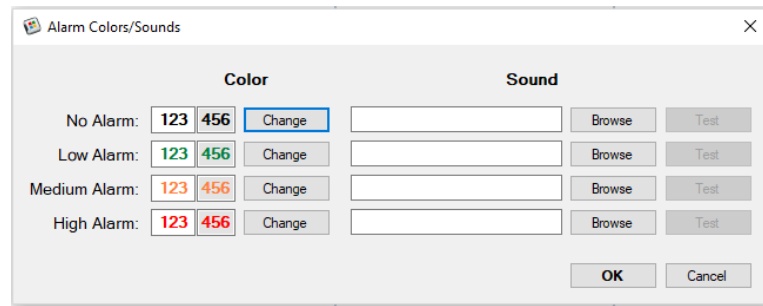 Alarm Colors/Sounds
Color Sound
No Alarm: 123 456 Change Browse Test
Low Alarm: 123 456 Change Browse Test
Medium Alarm: 123 456 Change Browse Test
High Alarm: 123 456 Change Browse Test
OK Cancel